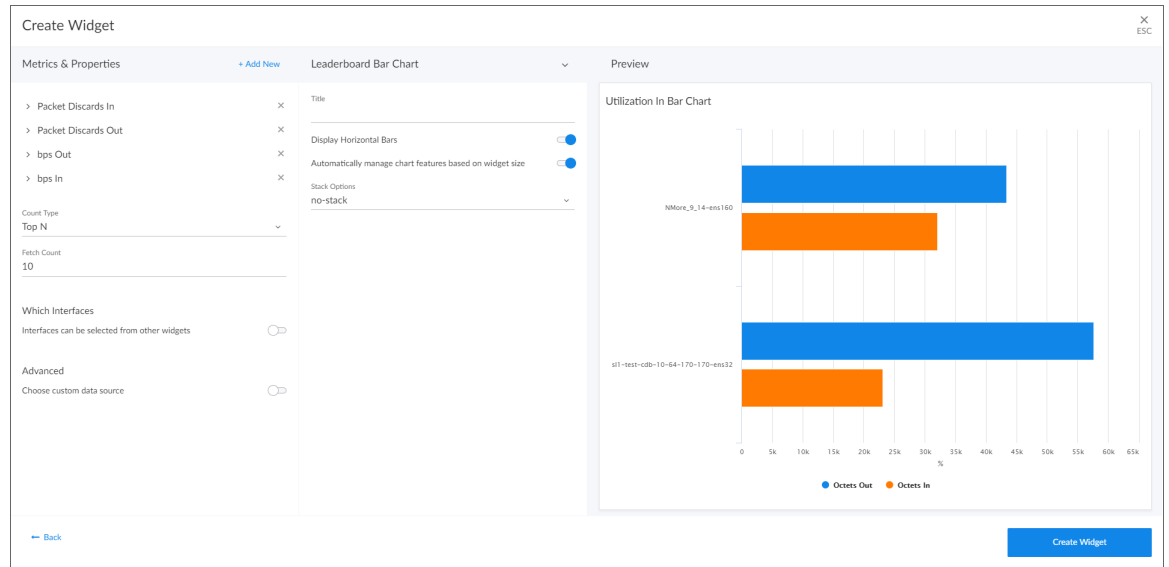 Create Widget
ESC
Metrics & Properties
+ Add New
Leaderboard Bar Chart
Preview
Packet Discards In
Packet Discards Out
bps Out
bps In
Count Type
Top N
Fetch Count
10
Which Interfaces
Interfaces can be selected from other widgets
Advanced
Choose custom data source
Title
Display Horizontal Bars
Automatically manage chart features based on widget size
Stack Options
no-stack
Utilization In Bar Chart
NMore_9_14-ens160
sl1-test-cdb-10-64-170-170-ens32
0 5k 10k 15k 20k 25k 30k 35k 40k 45k 50k 55k 60k 65k
%
Octets Out Octets In
← Back
Create Widget